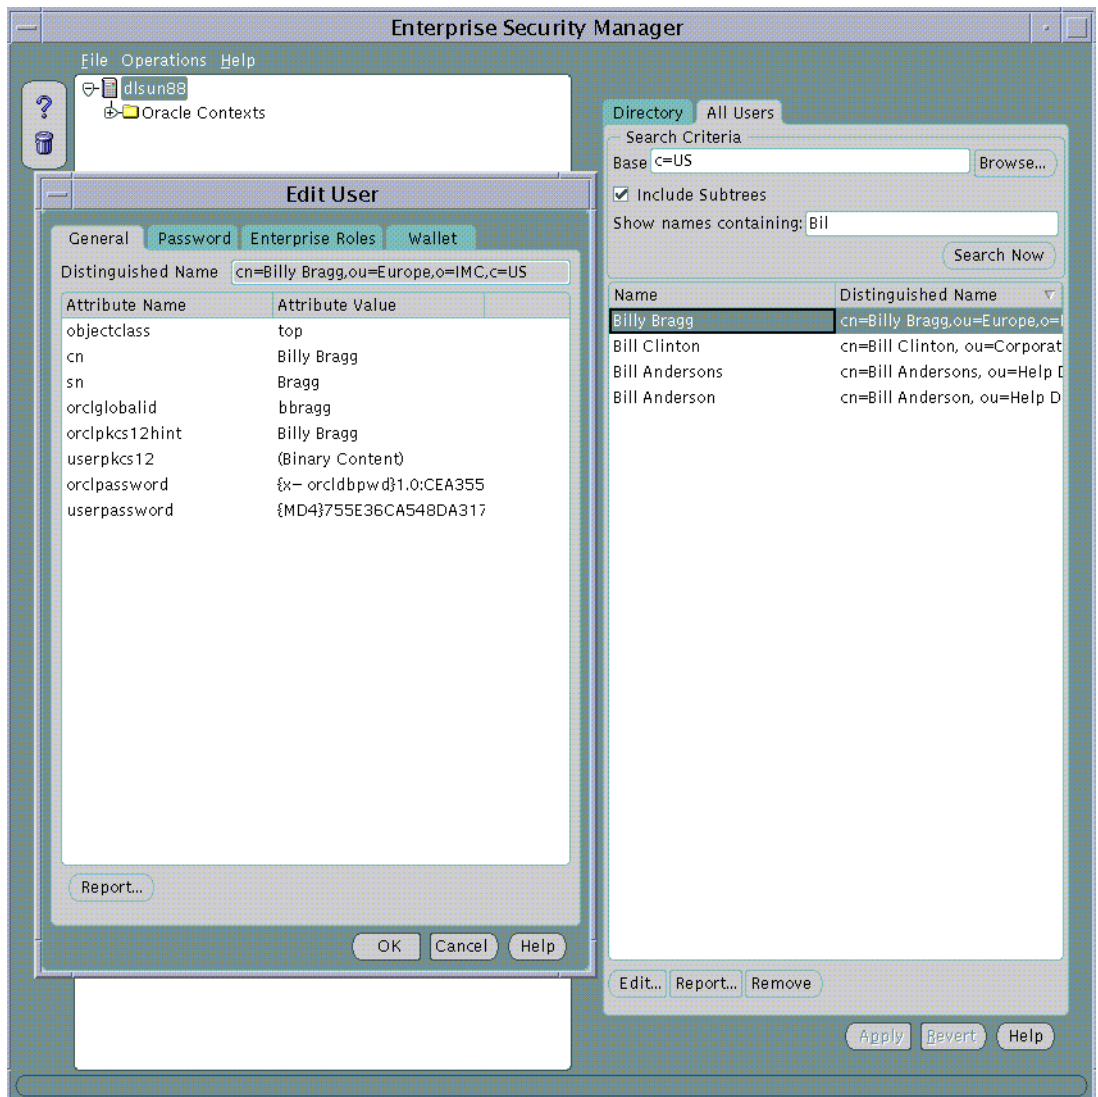 Enterprise Security Manager
File Operations Help
dlsun88
Oracle Contexts
Directory All Users
Search Criteria
Base c=US Browse...
Include Subtrees
Show names containing: Bil
Search Now
Name Distinguished Name
Billy Bragg cn=Billy Bragg,ou=Europe,o=I
Bill Clinton cn=Bill Clinton, ou=Corporat
Bill Andersons cn=Bill Andersons, ou=Help D
Bill Anderson cn=Bill Anderson, ou=Help D
Edit... Report... Remove
Apply Revert Help
Edit User
General Password Enterprise Roles Wallet
Distinguished Name cn=Billy Bragg,ou=Europe,o=IMC,c=US
Attribute Name Attribute Value
objectclass top
cn Billy Bragg
sn Bragg
orclglobalid bbragg
orclpkcs12hint Billy Bragg
userpkcs12 (Binary Content)
orclpassword {x- orcldbpwd}1.0:CEA355
userpassword {MD4}755E36CA548DA317
Report...
OK Cancel Help